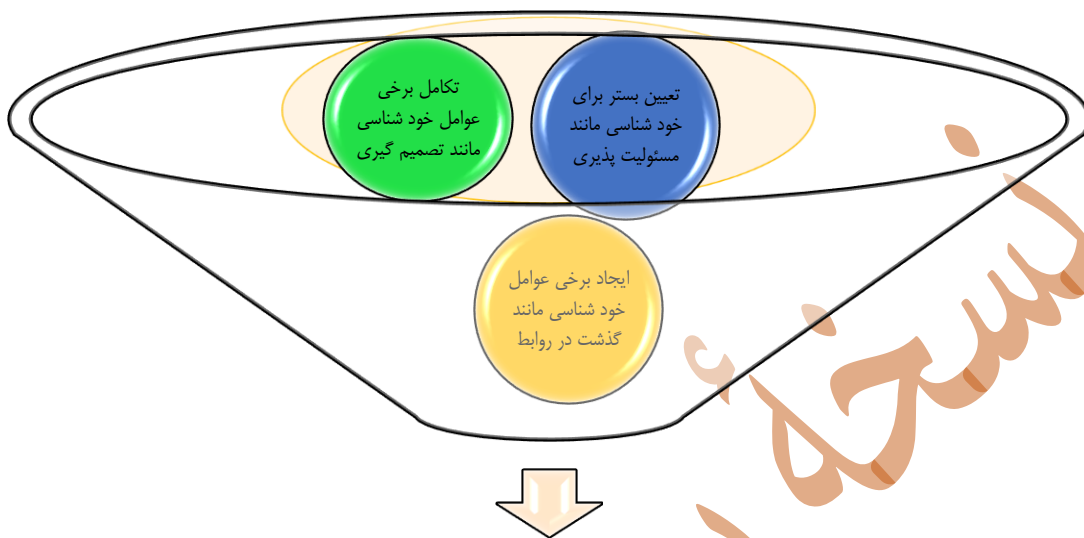 تعیین بستر برای
خود شناسی مانند
مسئولیت پذیری
تکامل برخی
عوامل خود شناسی
مانند تصمیم گیری
ایجاد برخی عوامل
خود شناسی مانند
گذشت در روابط
نسخهٔ